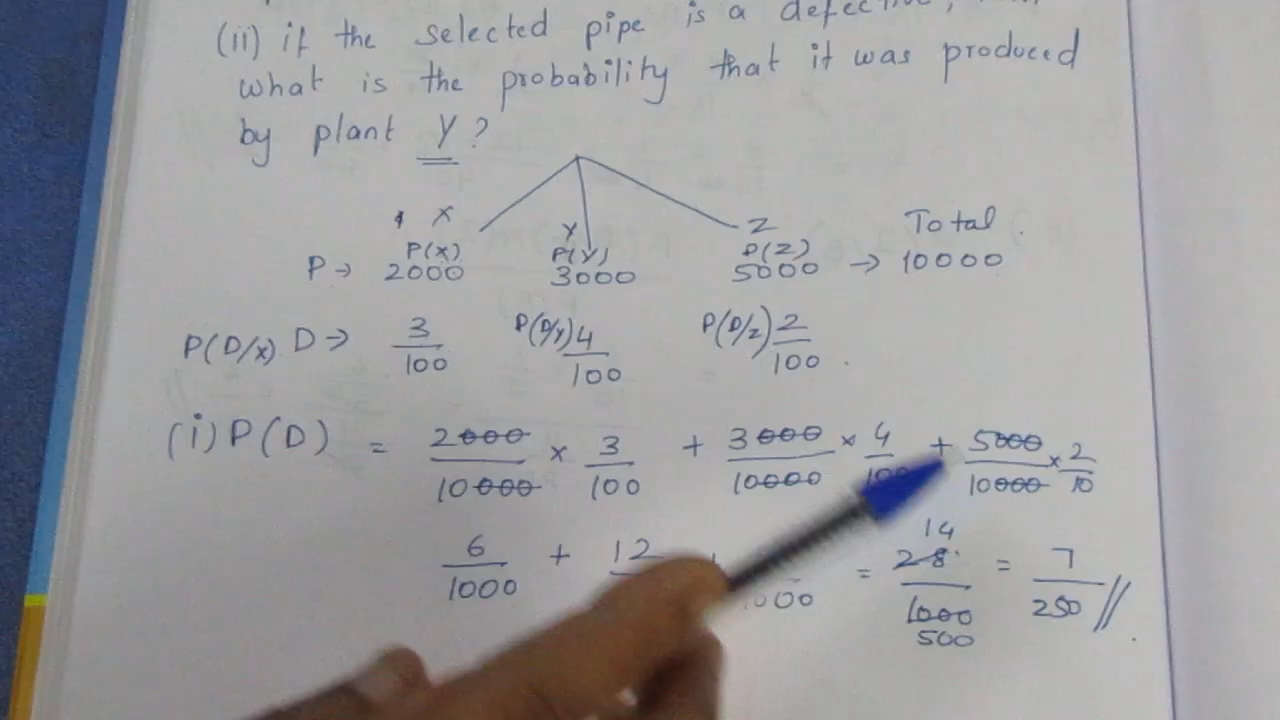 (ii) if the selected pipe is a defective,
what is the probability that it was produced
by plant Y?
X Y Z Total
P(X) P(Y) P(Z)
P → 2000 3000 5000 → 10000
P(D/X) D → 3/100 P(D/Y) 4/100 P(D/Z) 2/100
(i) P(D) = 2000/10000 × 3/100 + 3000/10000 × 4/100 + 5000/10000 × 2/10
6/1000 + 12 = 28/1000 14/500 = 7/250 //